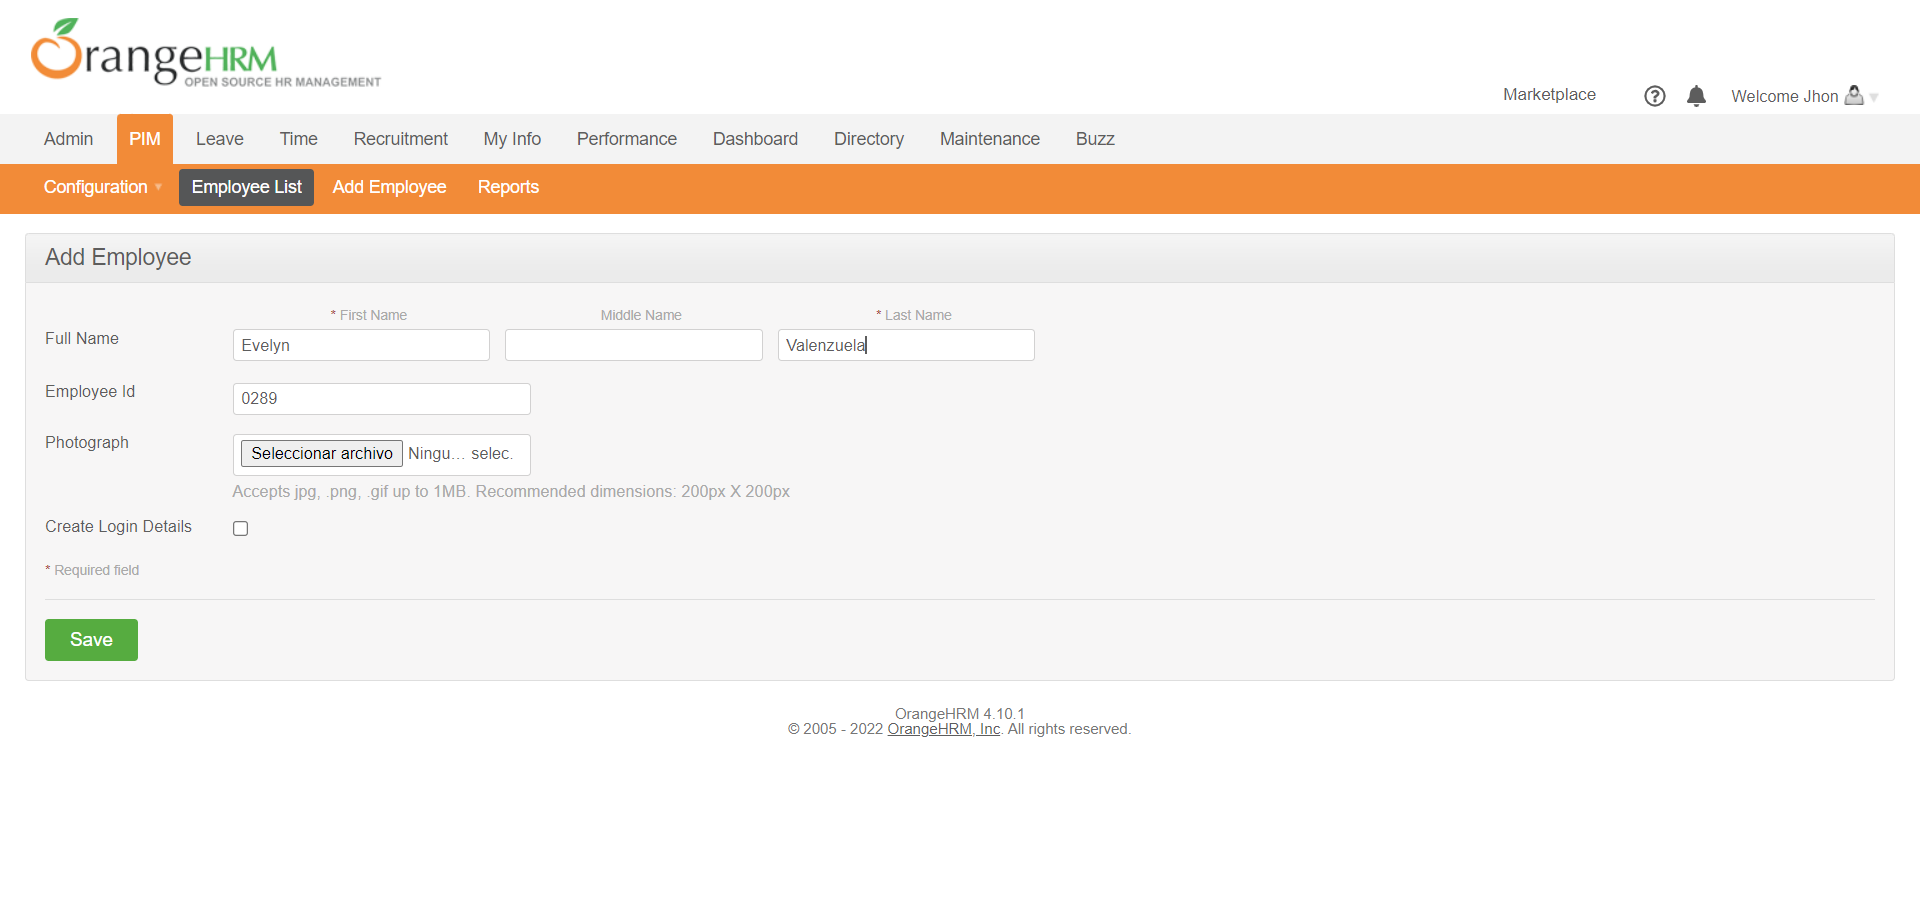 OrangeHRM
OPEN SOURCE HR MANAGEMENT
Marketplace
Welcome Jhon
Admin PIM Leave Time Recruitment My Info Performance Dashboard Directory Maintenance Buzz
Configuration Employee List Add Employee Reports
Add Employee
* First Name Middle Name * Last Name
Full Name Evelyn Valenzuela
Employee Id 0289
Photograph Seleccionar archivo Ningu… selec.
Accepts jpg, .png, .gif up to 1MB. Recommended dimensions: 200px X 200px
Create Login Details
* Required field
Save
OrangeHRM 4.10.1
© 2005 - 2022 OrangeHRM, Inc. All rights reserved.